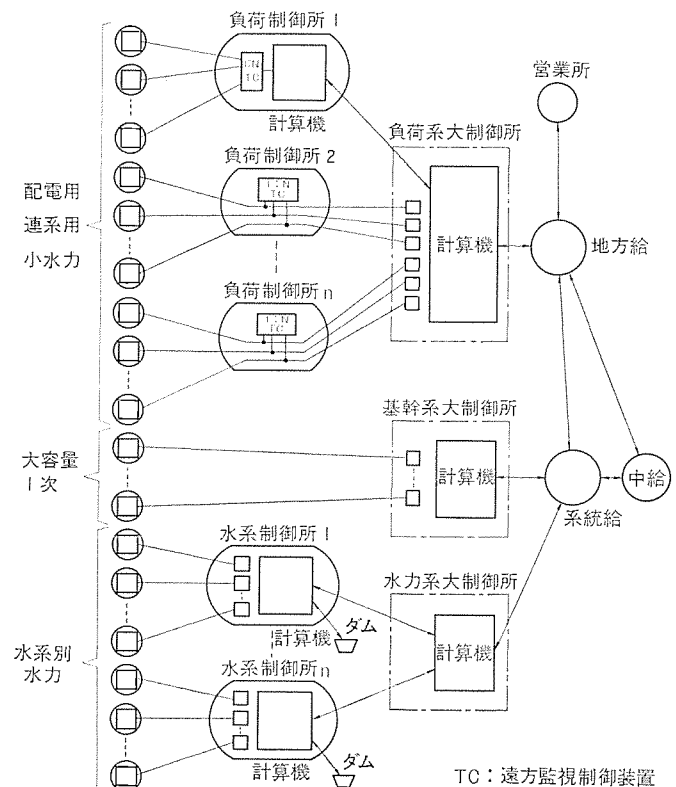 負荷制御所1
TC
計算機
営業所
負荷系大制御所
負荷制御所2
TC
配電用
連系用
小水力
計算機
地方給
負荷制御所n
TC
基幹系大制御所
大容量
1次
計算機
中給
系統給
水系制御所1
水力系大制御所
ダム
計算機
計算機
水系別
水力
水系制御所n
ダム
計算機
TC：遠方監視制御装置